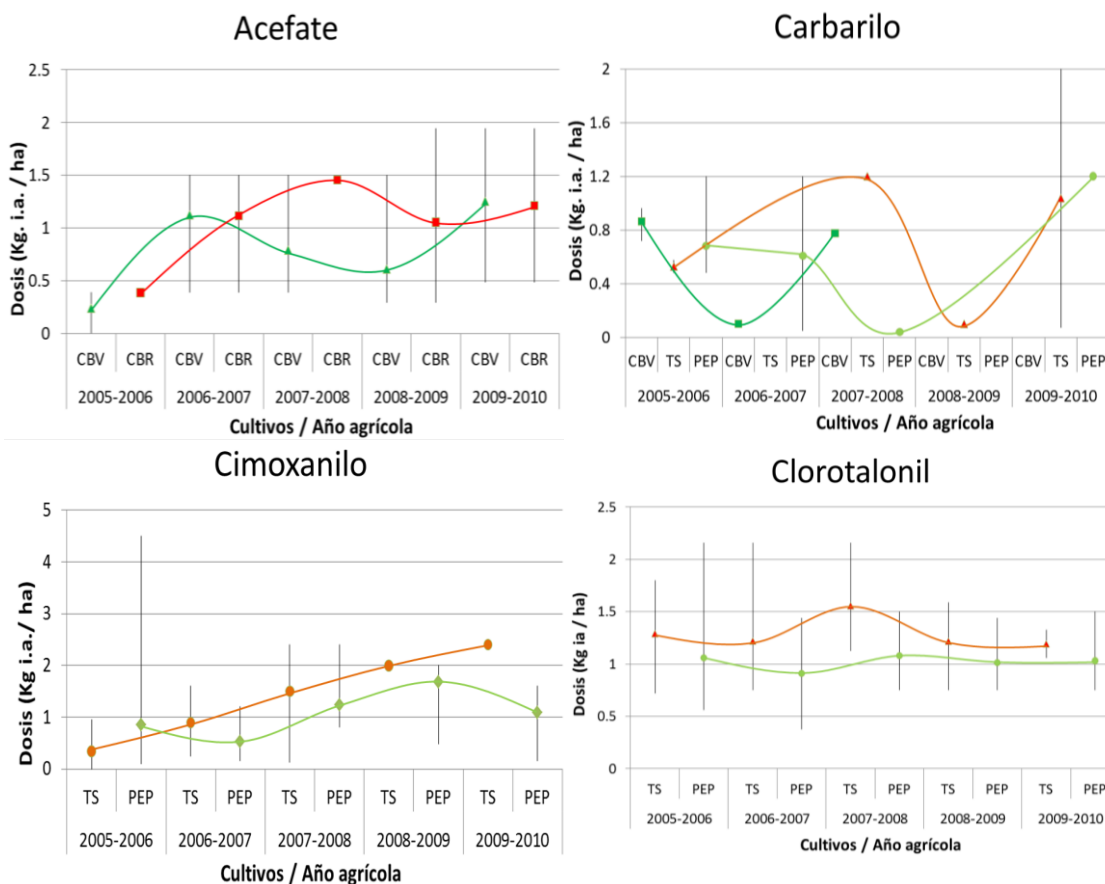 Acefate
Dosis (Kg. i.a. / ha)
2.5
2
1.5
1
0.5
0
CBV CBR CBV CBR CBV CBR CBV CBR CBV CBR
2005-2006 2006-2007 2007-2008 2008-2009 2009-2010
Cultivos / Año agrícola
Carbarilo
Dosis (Kg. i.a. / ha)
2
1.6
1.2
0.8
0.4
0
CBV TS PEP CBV TS PEP CBV TS PEP CBV TS PEP CBV TS PEP
2005-2006 2006-2007 2007-2008 2008-2009 2009-2010
Cultivos / Año agrícola
Cimoxanilo
Dosis (Kg i.a./ ha)
5
4
3
2
1
0
TS PEP TS PEP TS PEP TS PEP TS PEP
2005-2006 2006-2007 2007-2008 2008-2009 2009-2010
Cultivos / Año agrícola
Clorotalonil
Dosis (Kg ia / ha)
2.5
2
1.5
1
0.5
0
TS PEP TS PEP TS PEP TS PEP TS PEP
2005-2006 2006-2007 2007-2008 2008-2009 2009-2010
Cultivos / Año agrícola